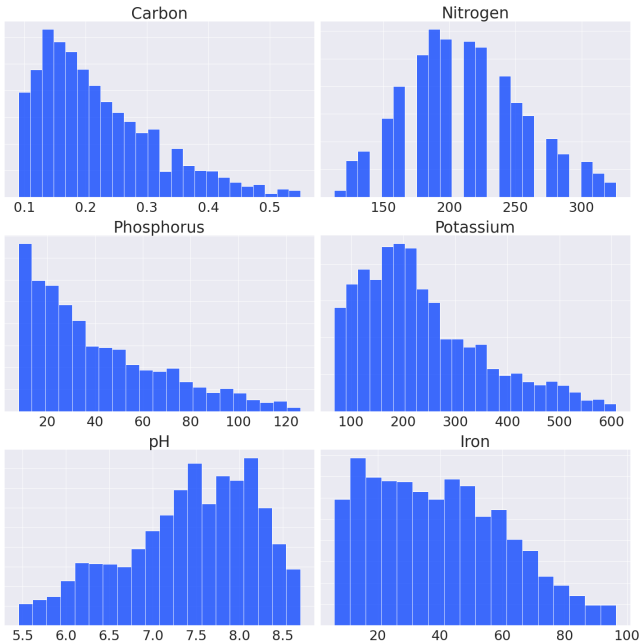 Carbon
Nitrogen
0.1 0.2 0.3 0.4 0.5
150 200 250 300
Phosphorus
Potassium
20 40 60 80 100 120
100 200 300 400 500 600
pH
Iron
5.5 6.0 6.5 7.0 7.5 8.0 8.5
20 40 60 80 100